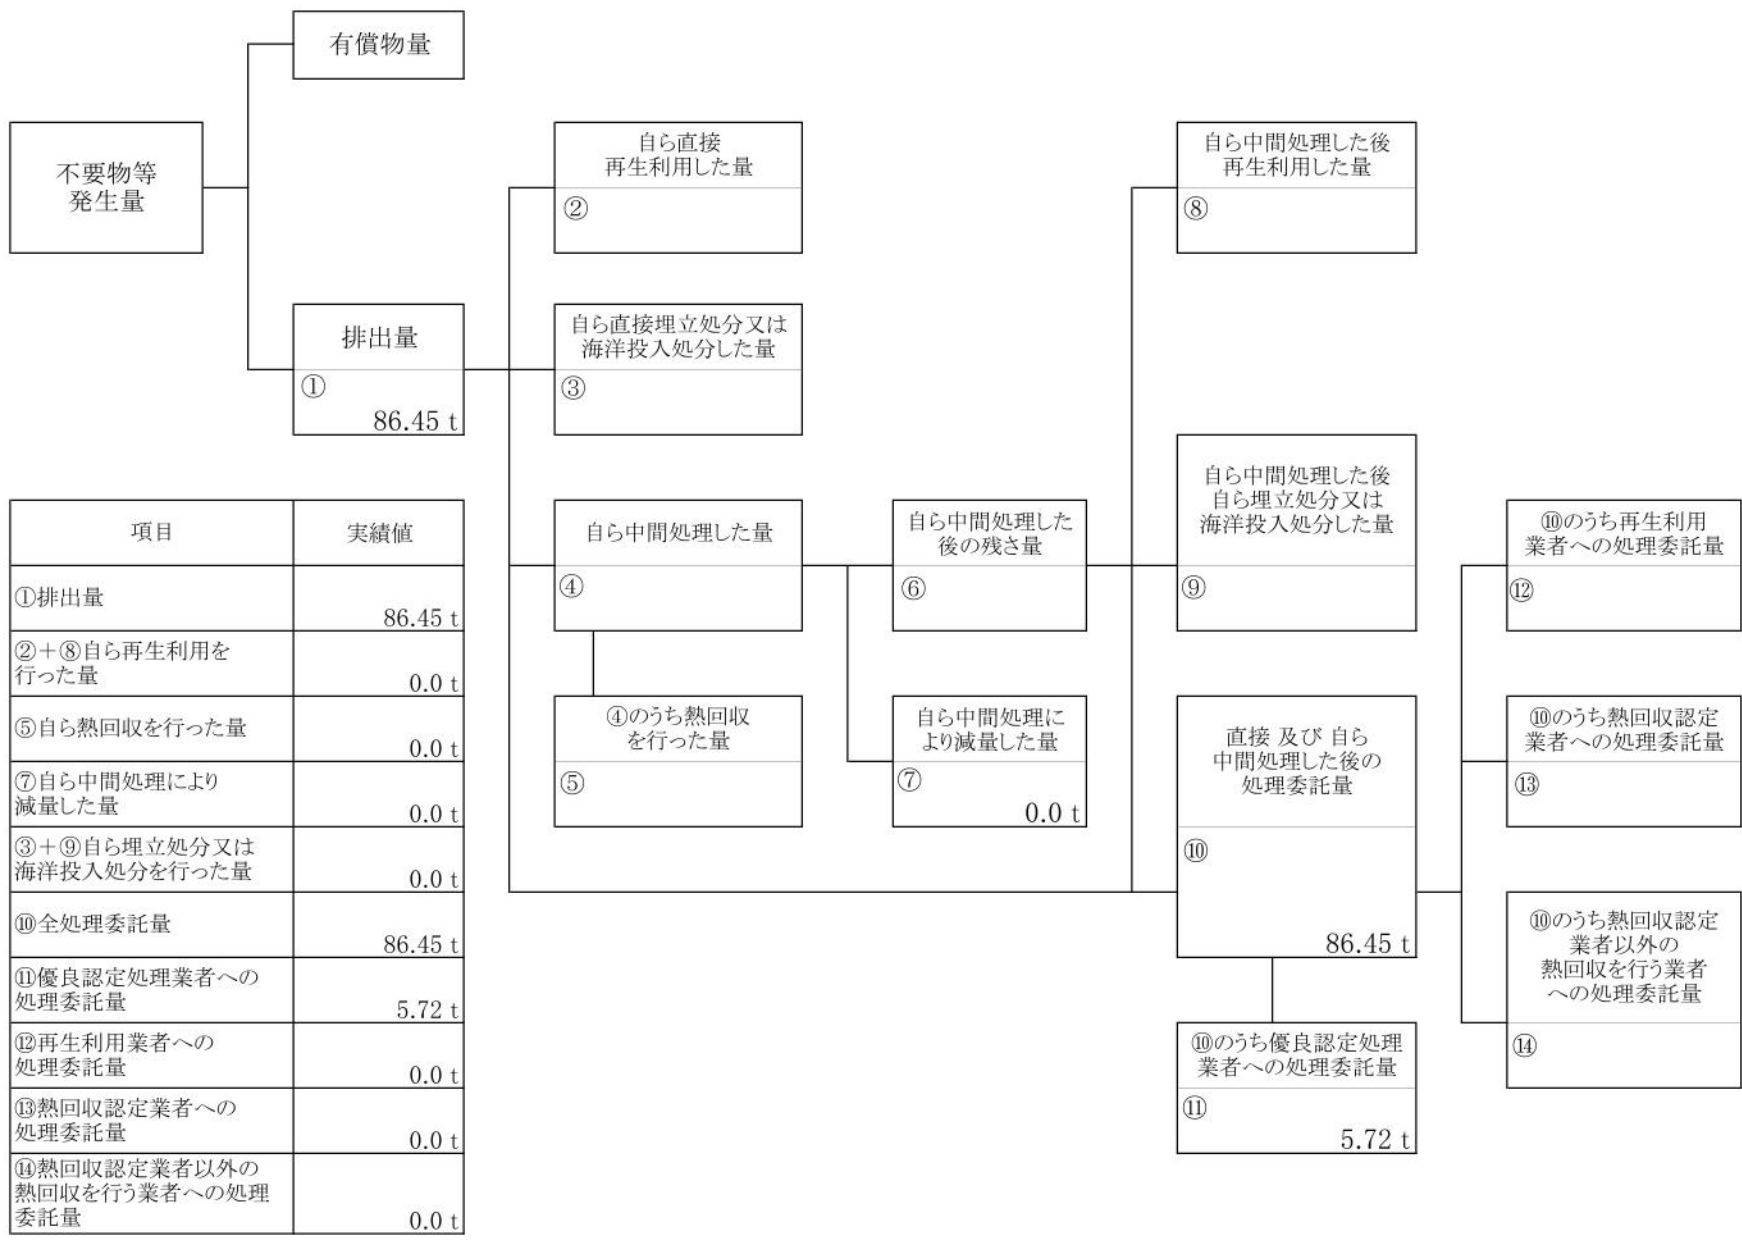 有償物量
不要物等
発生量
排出量
①
86.45 t
自ら直接
再生利用した量
②
自ら直接埋立処分又は
海洋投入処分した量
③
自ら中間処理した量
④
④のうち熱回収
を行った量
⑤
自ら中間処理した
後の残さ量
⑥
自ら中間処理に
より減量した量
⑦
0.0 t
自ら中間処理した後
再生利用した量
⑧
自ら中間処理した後
自ら埋立処分又は
海洋投入処分した量
⑨
直接 及び 自ら
中間処理した後の
処理委託量
⑩
86.45 t
⑩のうち優良認定処理
業者への処理委託量
⑪
5.72 t
⑩のうち再生利用
業者への処理委託量
⑫
⑩のうち熱回収認定
業者への処理委託量
⑬
⑩のうち熱回収認定
業者以外の
熱回収を行う業者
への処理委託量
⑭
項目 実績値
①排出量
86.45 t
②＋⑧自ら再生利用を
行った量
0.0 t
⑤自ら熱回収を行った量
0.0 t
⑦自ら中間処理により
減量した量
0.0 t
③＋⑨自ら埋立処分又は
海洋投入処分を行った量
0.0 t
⑩全処理委託量
86.45 t
⑪優良認定処理業者への
処理委託量
5.72 t
⑫再生利用業者への
処理委託量
0.0 t
⑬熱回収認定業者への
処理委託量
0.0 t
⑭熱回収認定業者以外の
熱回収を行う業者への処理
委託量
0.0 t